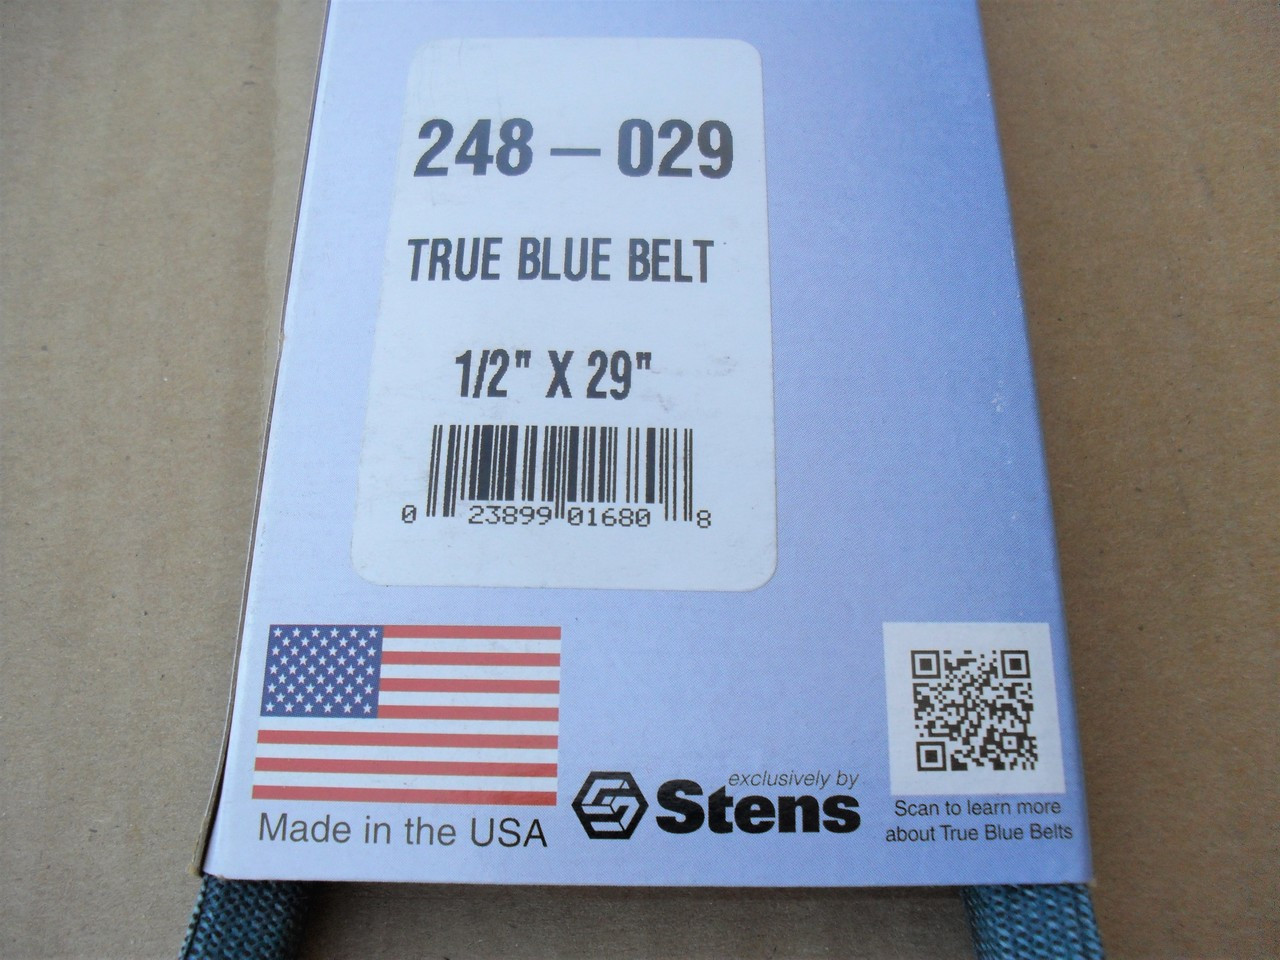 248 – 029
TRUE BLUE BELT
1/2" X 29"
0 23899 01680 8
Made in the USA
exclusively by
Stens
Scan to learn more
about True Blue Belts